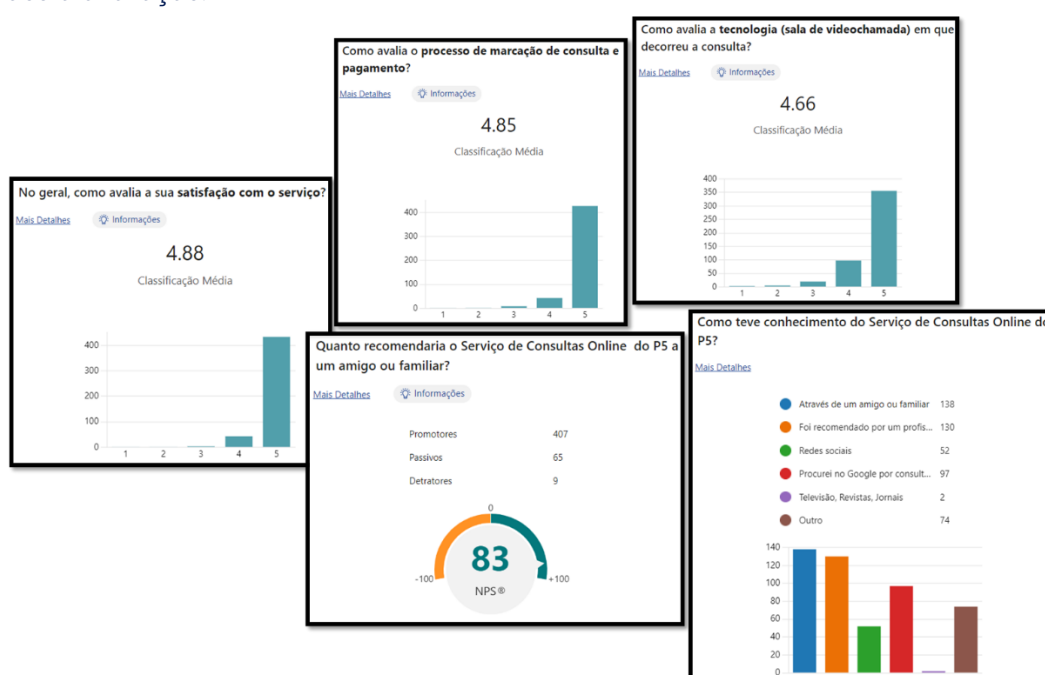 Como avalia o processo de marcação de consulta e
pagamento?
Mais Detalhes
Informações
4.85
Classificação Média
400
300
200
100
0
1 2 3 4 5
Como avalia a tecnologia (sala de videochamada) em que
decorreu a consulta?
Mais Detalhes
Informações
4.66
Classificação Média
400
350
300
250
200
150
100
50
0
1 2 3 4 5
No geral, como avalia a sua satisfação com o serviço?
Mais Detalhes
Informações
4.88
Classificação Média
400
300
200
100
0
1 2 3 4 5
Quanto recomendaria o Serviço de Consultas Online do P5 a
um amigo ou familiar?
Mais Detalhes
Informações
Promotores 407
Passivos 65
Detratores 9
0
-100
+100
83
NPS®
Como teve conhecimento do Serviço de Consultas Online do
P5?
Mais Detalhes
Através de um amigo ou familiar 138
Foi recomendado por um profis... 130
Redes sociais 52
Procurei no Google por consult... 97
Televisão, Revistas, Jornais 2
Outro 74
140
120
100
80
60
40
20
0